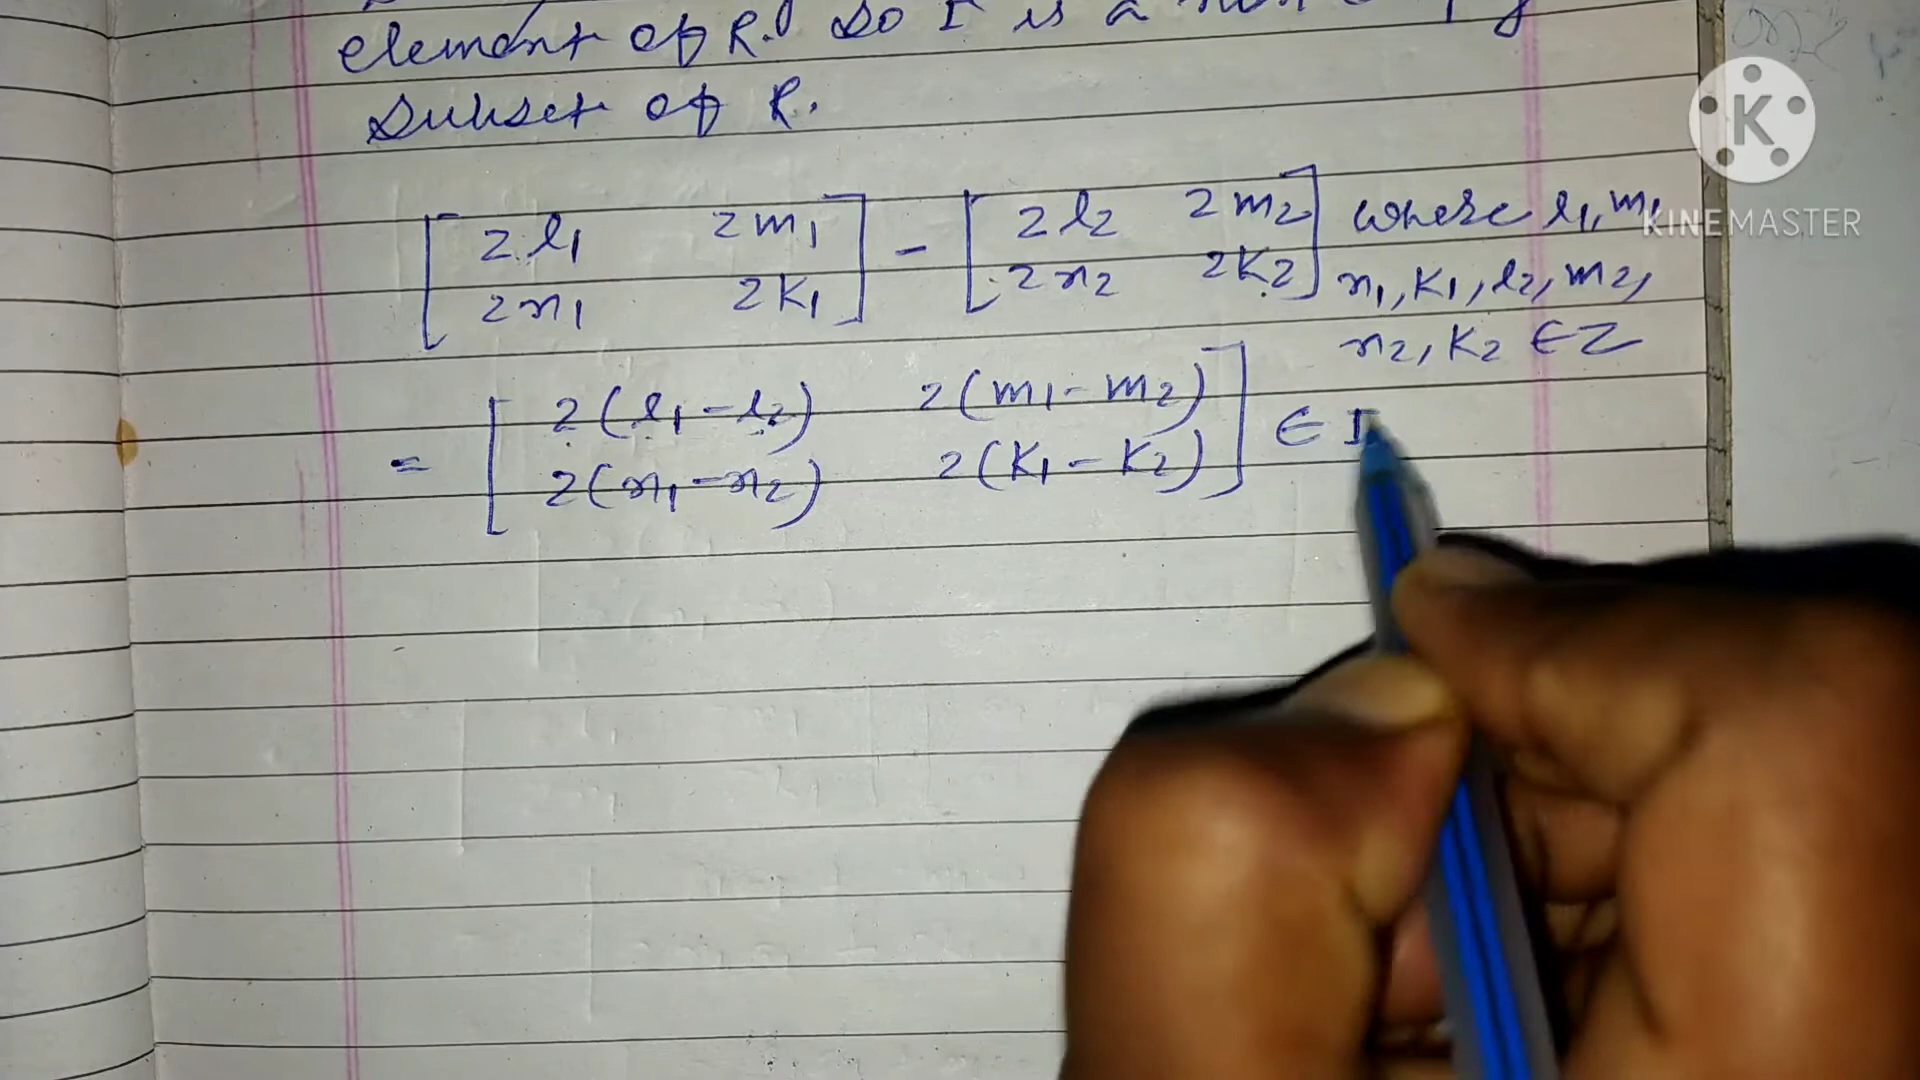 element of R. So I is a non
subset of R.
[ 2l₁ 2m₁ ] - [ 2l₂ 2m₂ ] where l₁, m₁
[ 2n₁ 2K₁ ] [ 2n₂ 2K₂ ] n₁, K₁, l₂, m₂,
n₂, K₂ ∈ Z
= [ 2(l₁-l₂) 2(m₁-m₂) ] ∈ I
[ 2(n₁-n₂) 2(K₁-K₂) ]
K
KINEMASTER